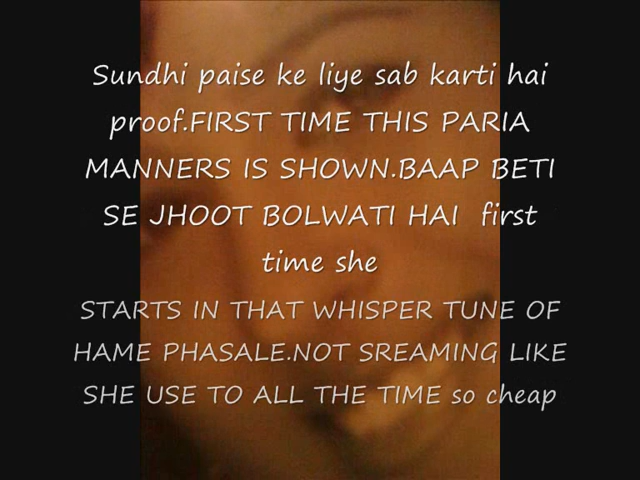 Sundhi paise ke liye sab karti hai
proof.FIRST TIME THIS PARIA
MANNERS IS SHOWN.BAAP BETI
SE JHOOT BOLWATI HAI first
time she
STARTS IN THAT WHISPER TUNE OF
HAME PHASALE.NOT SREAMING LIKE
SHE USE TO ALL THE TIME so cheap